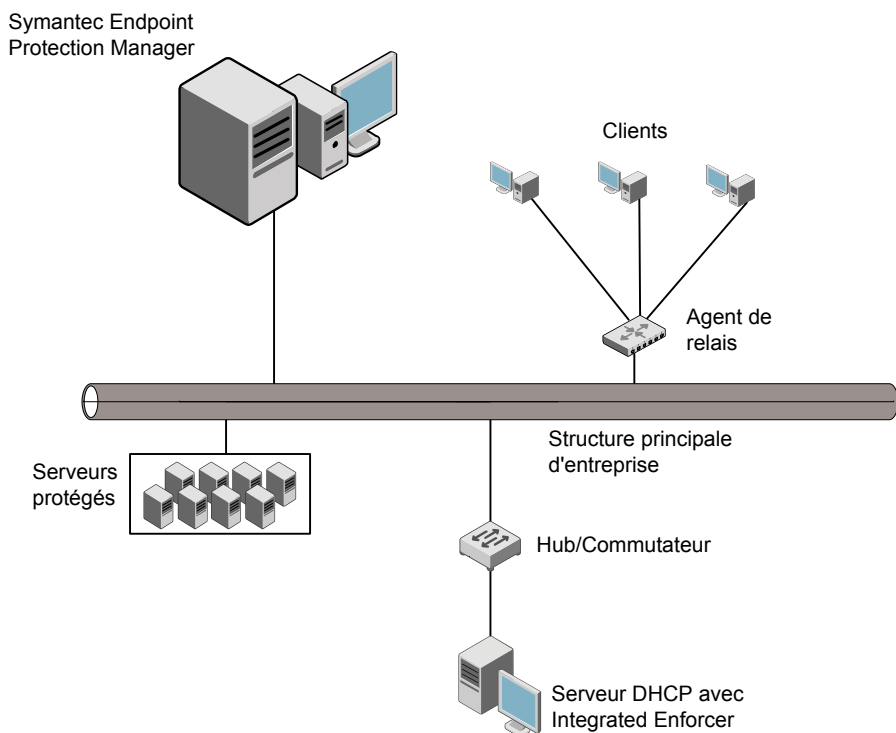 Symantec Endpoint
Protection Manager
Clients
Agent de
relais
Structure principale
d'entreprise
Serveurs
protégés
Hub/Commutateur
Serveur DHCP avec
Integrated Enforcer